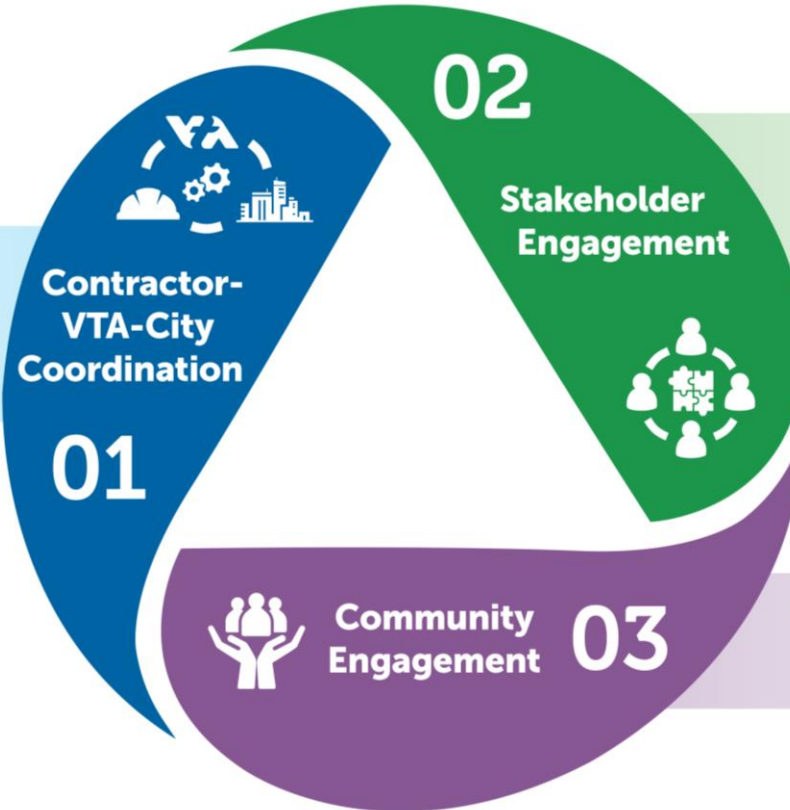 VTA
Contractor-
VTA-City
Coordination
01
02
Stakeholder
Engagement
Community
Engagement
03